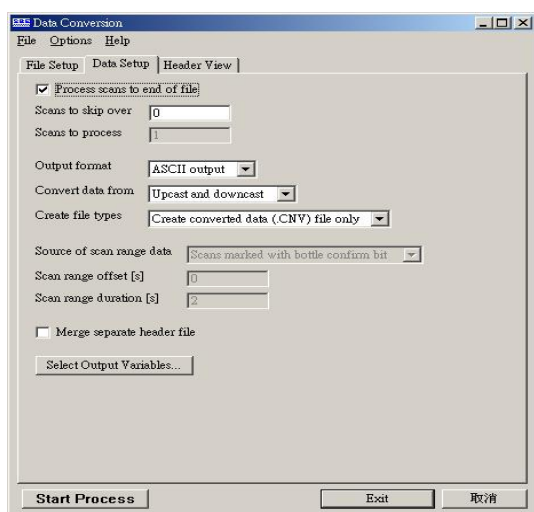 Data Conversion
File Options Help
File Setup Data Setup Header View
Process scans to end of file
Scans to skip over 0
Scans to process 1
Output format ASCII output
Convert data from Upcast and downcast
Create file types Create converted data (.CNV) file only
Source of scan range data Scans marked with bottle confirm bit
Scan range offset [s] 0
Scan range duration [s] 2
Merge separate header file
Select Output Variables...
Start Process Exit 取消